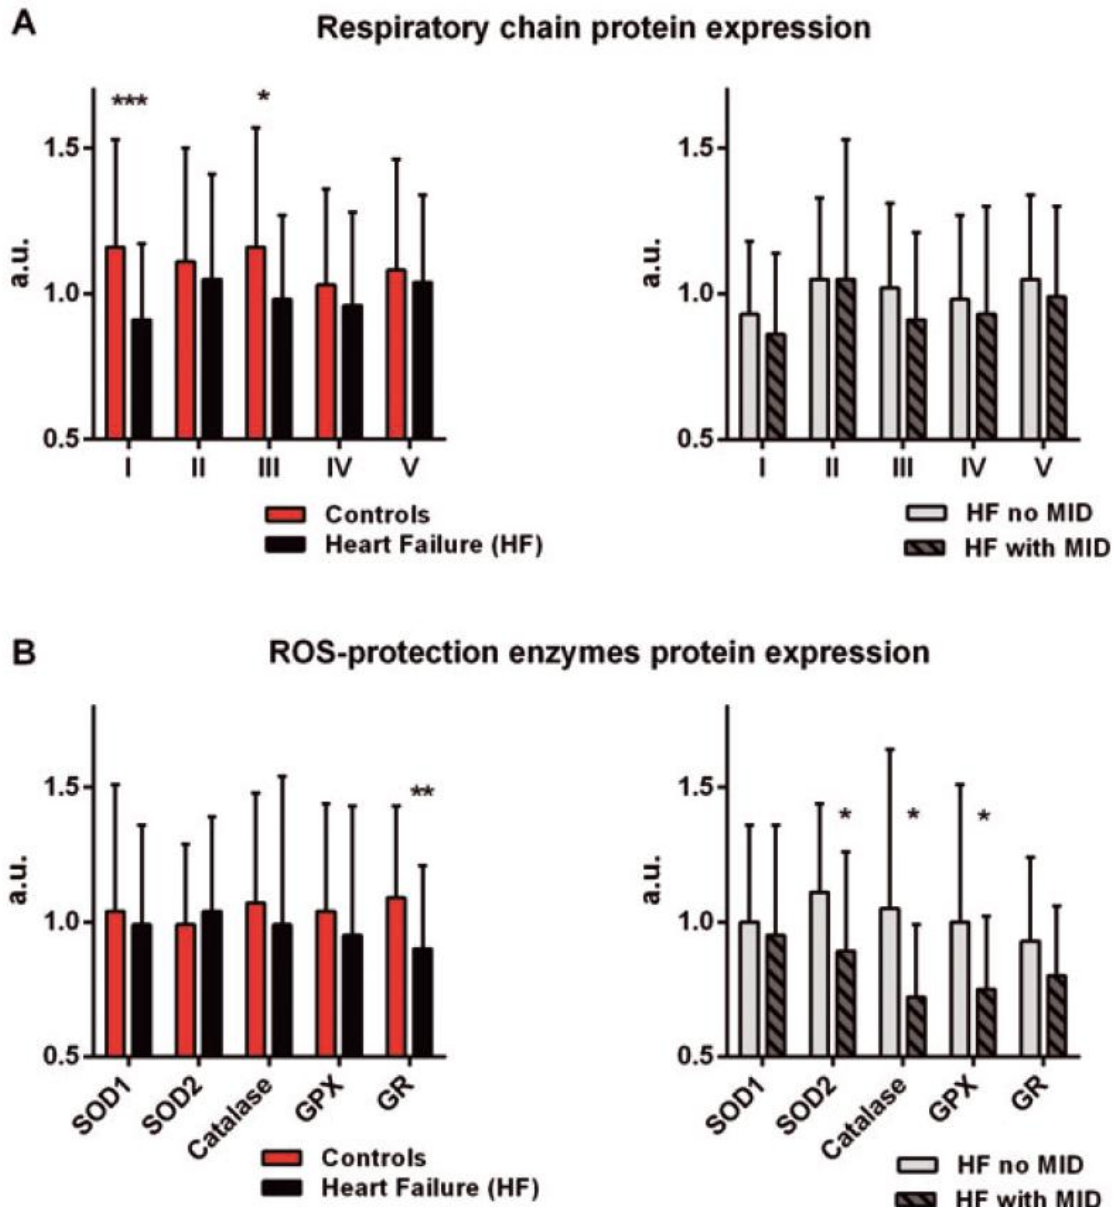 A
Respiratory chain protein expression
*** *
1.5
1.0
0.5
a.u.
I II III IV V
Controls
Heart Failure (HF)
1.5
1.0
0.5
a.u.
I II III IV V
HF no MID
HF with MID
B
ROS-protection enzymes protein expression
**
1.5
1.0
0.5
a.u.
SOD1 SOD2 Catalase GPX GR
Controls
Heart Failure (HF)
* * *
1.5
1.0
0.5
a.u.
SOD1 SOD2 Catalase GPX GR
HF no MID
HF with MID